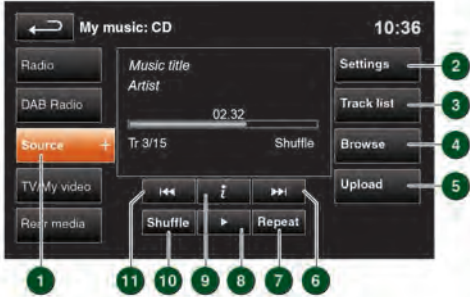 My music: CD
10:36
Radio
DAB Radio
Source +
TV/My video
Rear media
Music title
Artist
02.32
Tr 3/15
Shuffle
Settings
Track list
Browse
Upload
i
Shuffle
Repeat
1
2
3
4
5
6
7
8
9
10
11